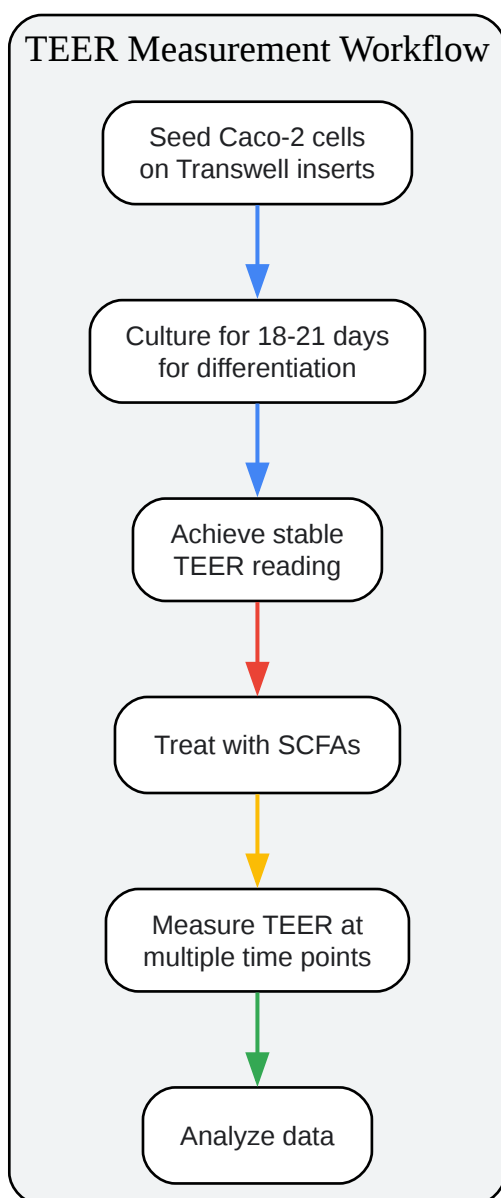 TEER Measurement Workflow
Seed Caco-2 cells
on Transwell inserts
Culture for 18-21 days
for differentiation
Achieve stable
TEER reading
Treat with SCFAs
Measure TEER at
multiple time points
Analyze data